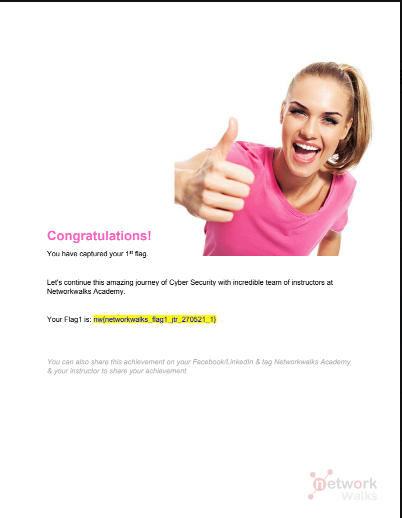 Congratulations!
You have captured your 1st flag.
Let's continue this amazing journey of Cyber Security with incredible team of instructors at
Networkwalks Academy.
Your Flag1 is: nw{networkwalks_flag1_jtr_270521_1}
You can also share this achievement on your Facebook/LinkedIn & tag Networkwalks Academy
& your instructor to share your achievement
network
Walks